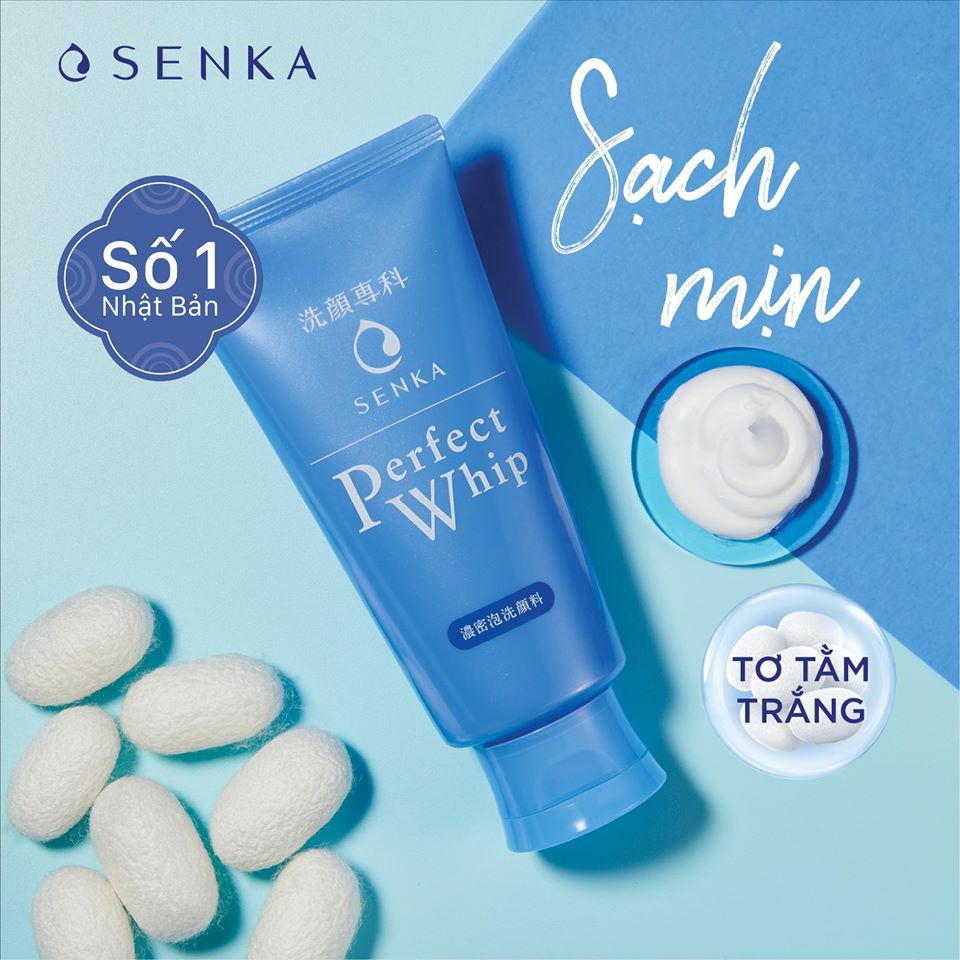 SENKA
Sạch
mịn
Số 1
Nhật Bản
洗顔専科
SENKA
Perfect
Whip
濃密泡洗顔料
TƠ TẰM
TRẮNG